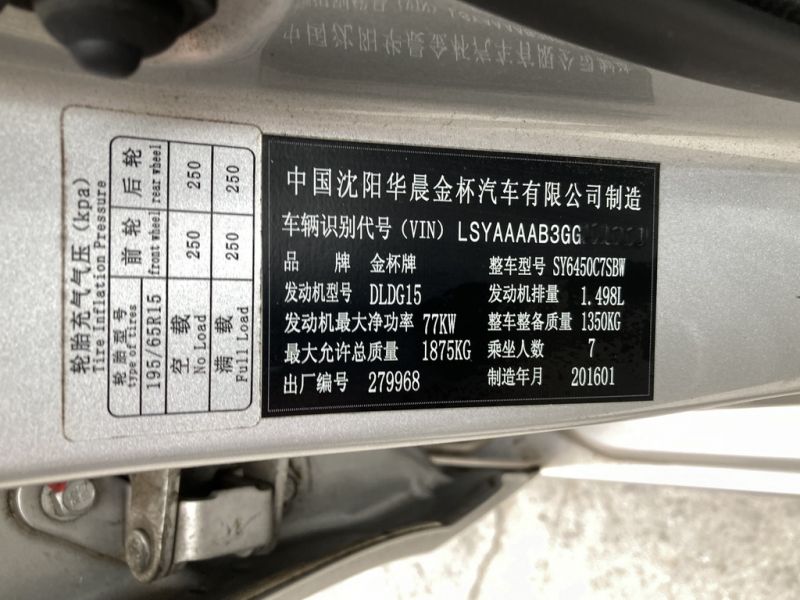 中国沈阳华晨金杯汽车有限公司制造
车辆识别代号(VIN) LSYAAAAB3GG
品 牌 金杯牌 整车型号 SY6450C7SBW
发动机型号 DLDG15 发动机排量 1.498L
发动机最大净功率 77KW 整车整备质量 1350KG
最大允许总质量 1875KG 乘坐人数 7
出厂编号 279968 制造年月 201601
轮胎充气气压(kpa)
Tire Inflation Pressure
轮胎型号 前轮 后轮
type of tires front wheel rear wheel
195/65R15
空载 250 250
No Load
满载 250 250
Full Load